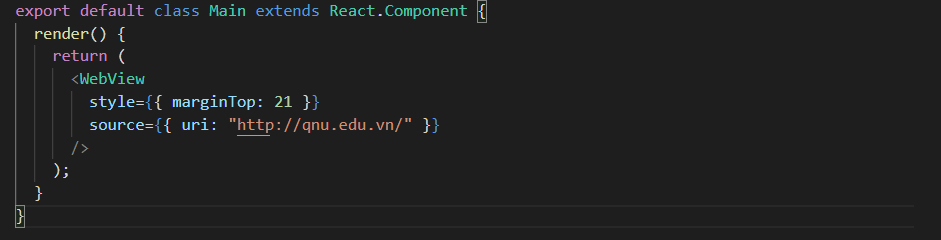 export default class Main extends React.Component {
  render() {
    return (
      <WebView
        style={{ marginTop: 21 }}
        source={{ uri: "http://qnu.edu.vn/" }}
      />
    );
  }
}